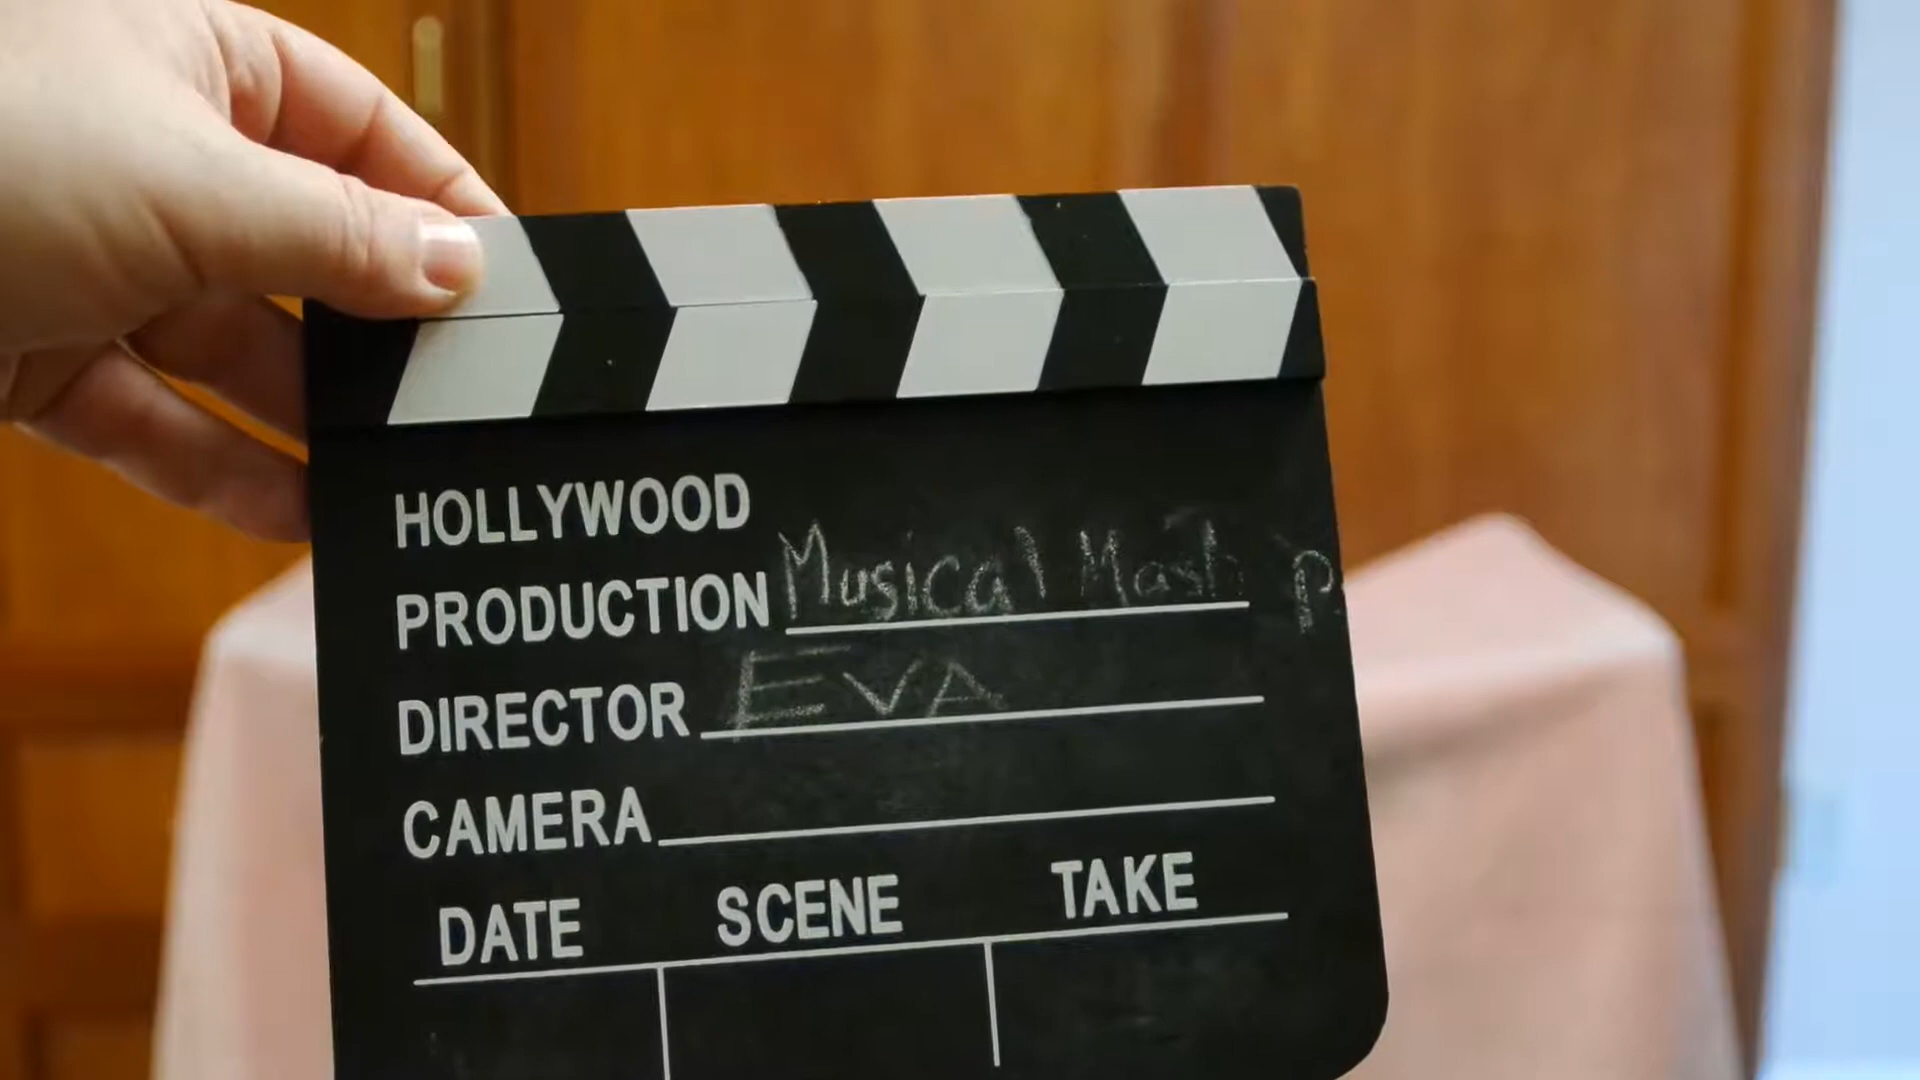 HOLLYWOOD
PRODUCTION Musical Mash p
DIRECTOR EVA
CAMERA
DATE SCENE TAKE